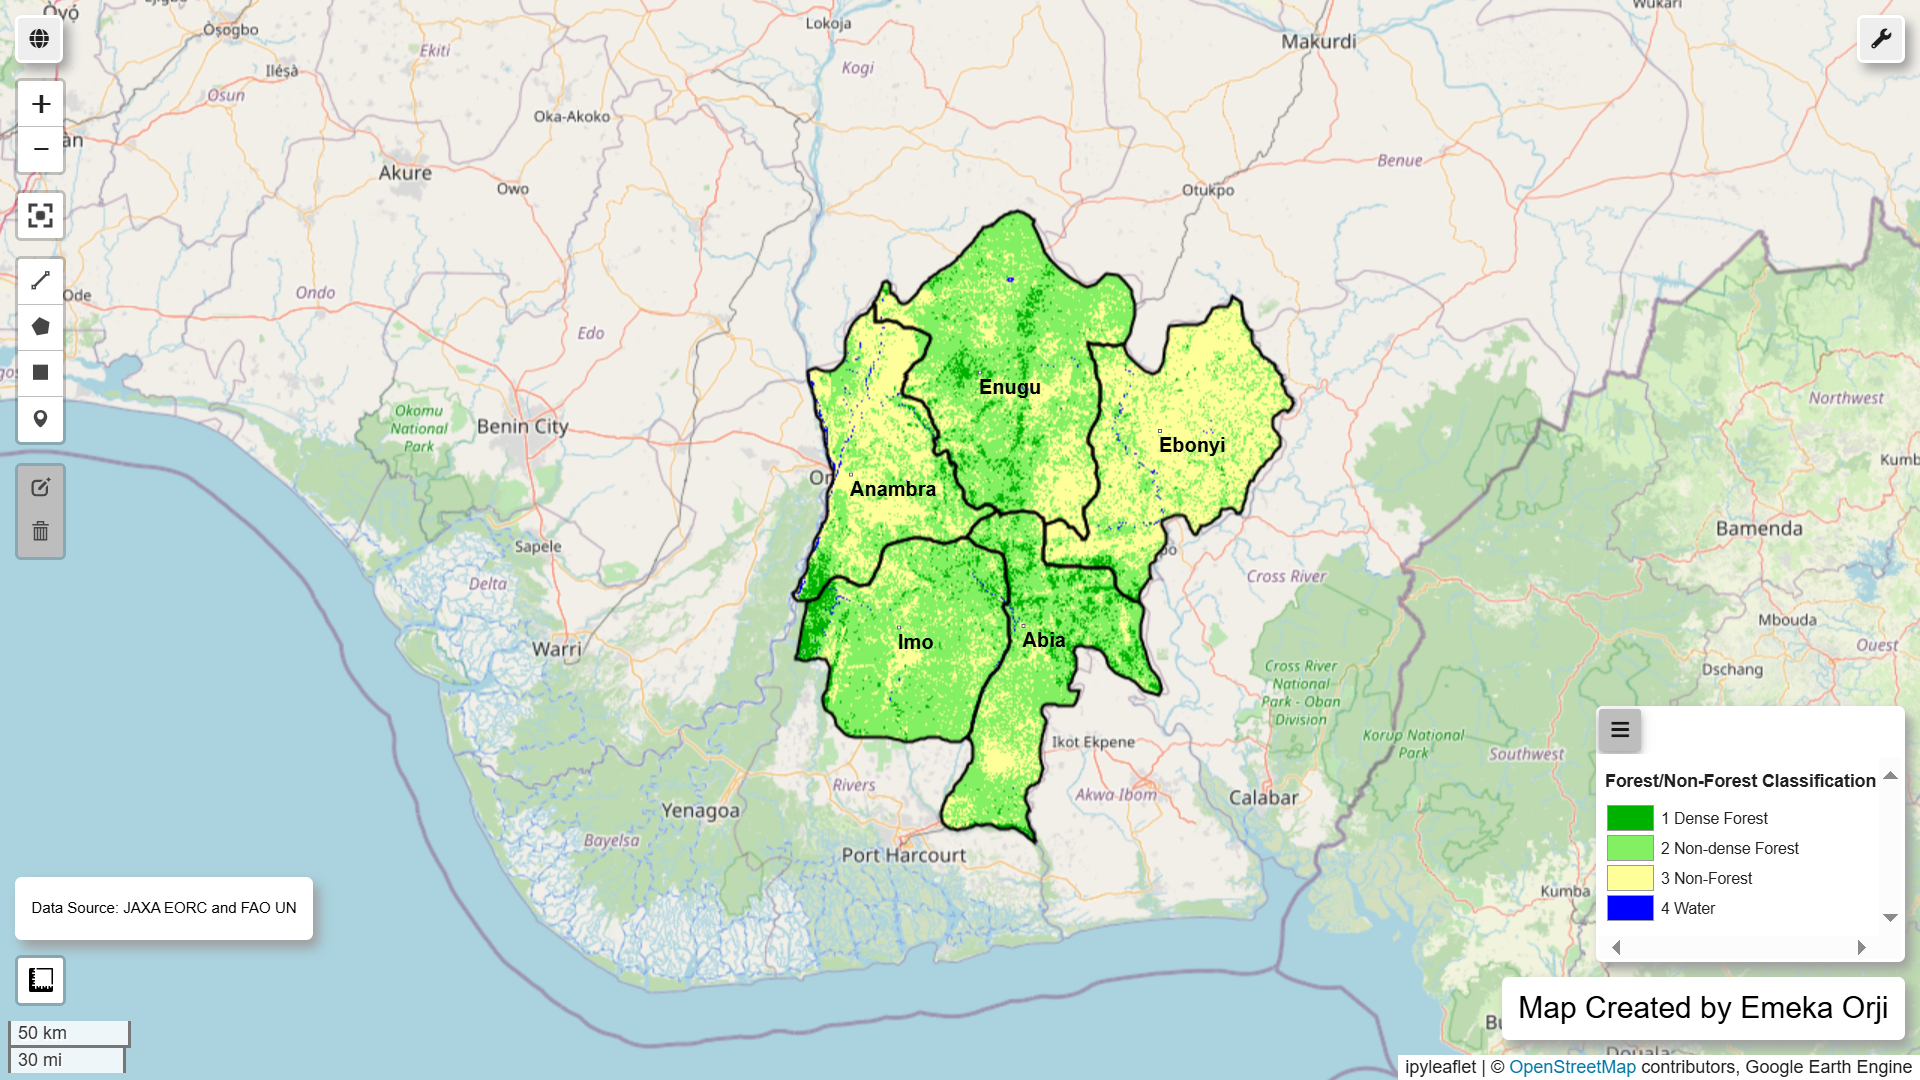 Ọyọ
Lokoja
Wukari
Makurdi
Ọṣọgbo
Ekiti
Kogi
Iléṣà
Osun
Oka-Akoko
Benue
Akure
Owo
Otukpo
Ode
Ondo
Edo
Enugu
Northwest
Okomu
National
Park
Benin City
Ebonyi
Anambra
Bamenda
Sapele
Cross River
Delta
Mbouda
Imo
Abia
Ouest
Warri
Dschang
Cross River
National
Park - Oban
Division
Ikot Ekpene
Korup National
Park
Southwest
Rivers
Akwa Ibom
Calabar
Yenagoa
Bayelsa
Port Harcourt
Kumba
Forest/Non-Forest Classification
1 Dense Forest
2 Non-dense Forest
3 Non-Forest
4 Water
Data Source: JAXA EORC and FAO UN
Map Created by Emeka Orji
50 km
30 mi
Douala
ipyleaflet | © OpenStreetMap contributors, Google Earth Engine